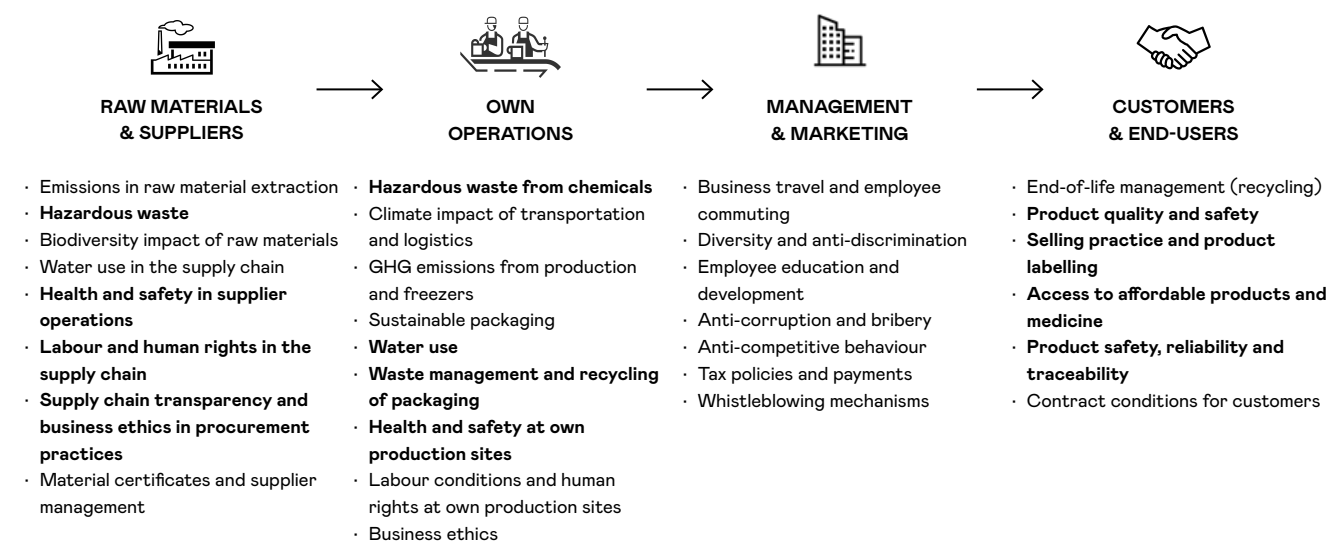 RAW MATERIALS
& SUPPLIERS
· Emissions in raw material extraction
· Hazardous waste
· Biodiversity impact of raw materials
· Water use in the supply chain
· Health and safety in supplier
operations
· Labour and human rights in the
supply chain
· Supply chain transparency and
business ethics in procurement
practices
· Material certificates and supplier
management
OWN
OPERATIONS
· Hazardous waste from chemicals
· Climate impact of transportation
and logistics
· GHG emissions from production
and freezers
· Sustainable packaging
· Water use
· Waste management and recycling
of packaging
· Health and safety at own
production sites
· Labour conditions and human
rights at own production sites
· Business ethics
MANAGEMENT
& MARKETING
· Business travel and employee
commuting
· Diversity and anti-discrimination
· Employee education and
development
· Anti-corruption and bribery
· Anti-competitive behaviour
· Tax policies and payments
· Whistleblowing mechanisms
CUSTOMERS
& END-USERS
· End-of-life management (recycling)
· Product quality and safety
· Selling practice and product
labelling
· Access to affordable products and
medicine
· Product safety, reliability and
traceability
· Contract conditions for customers